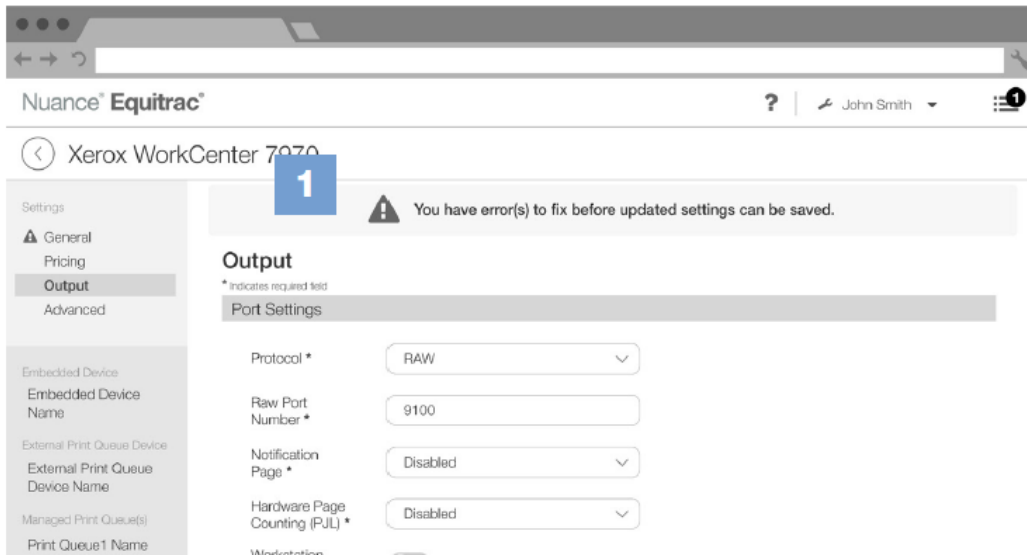 Nuance® Equitrac®
? John Smith 1
Xerox WorkCenter 7970
1
You have error(s) to fix before updated settings can be saved.
Settings
General
Pricing
Output
Advanced
Embedded Device
Embedded Device
Name
External Print Queue Device
External Print Queue
Device Name
Managed Print Queue(s)
Print Queue1 Name
Output
* Indicates required field
Port Settings
Protocol * RAW
Raw Port
Number * 9100
Notification
Page * Disabled
Hardware Page
Counting (PJL) * Disabled
Workstation